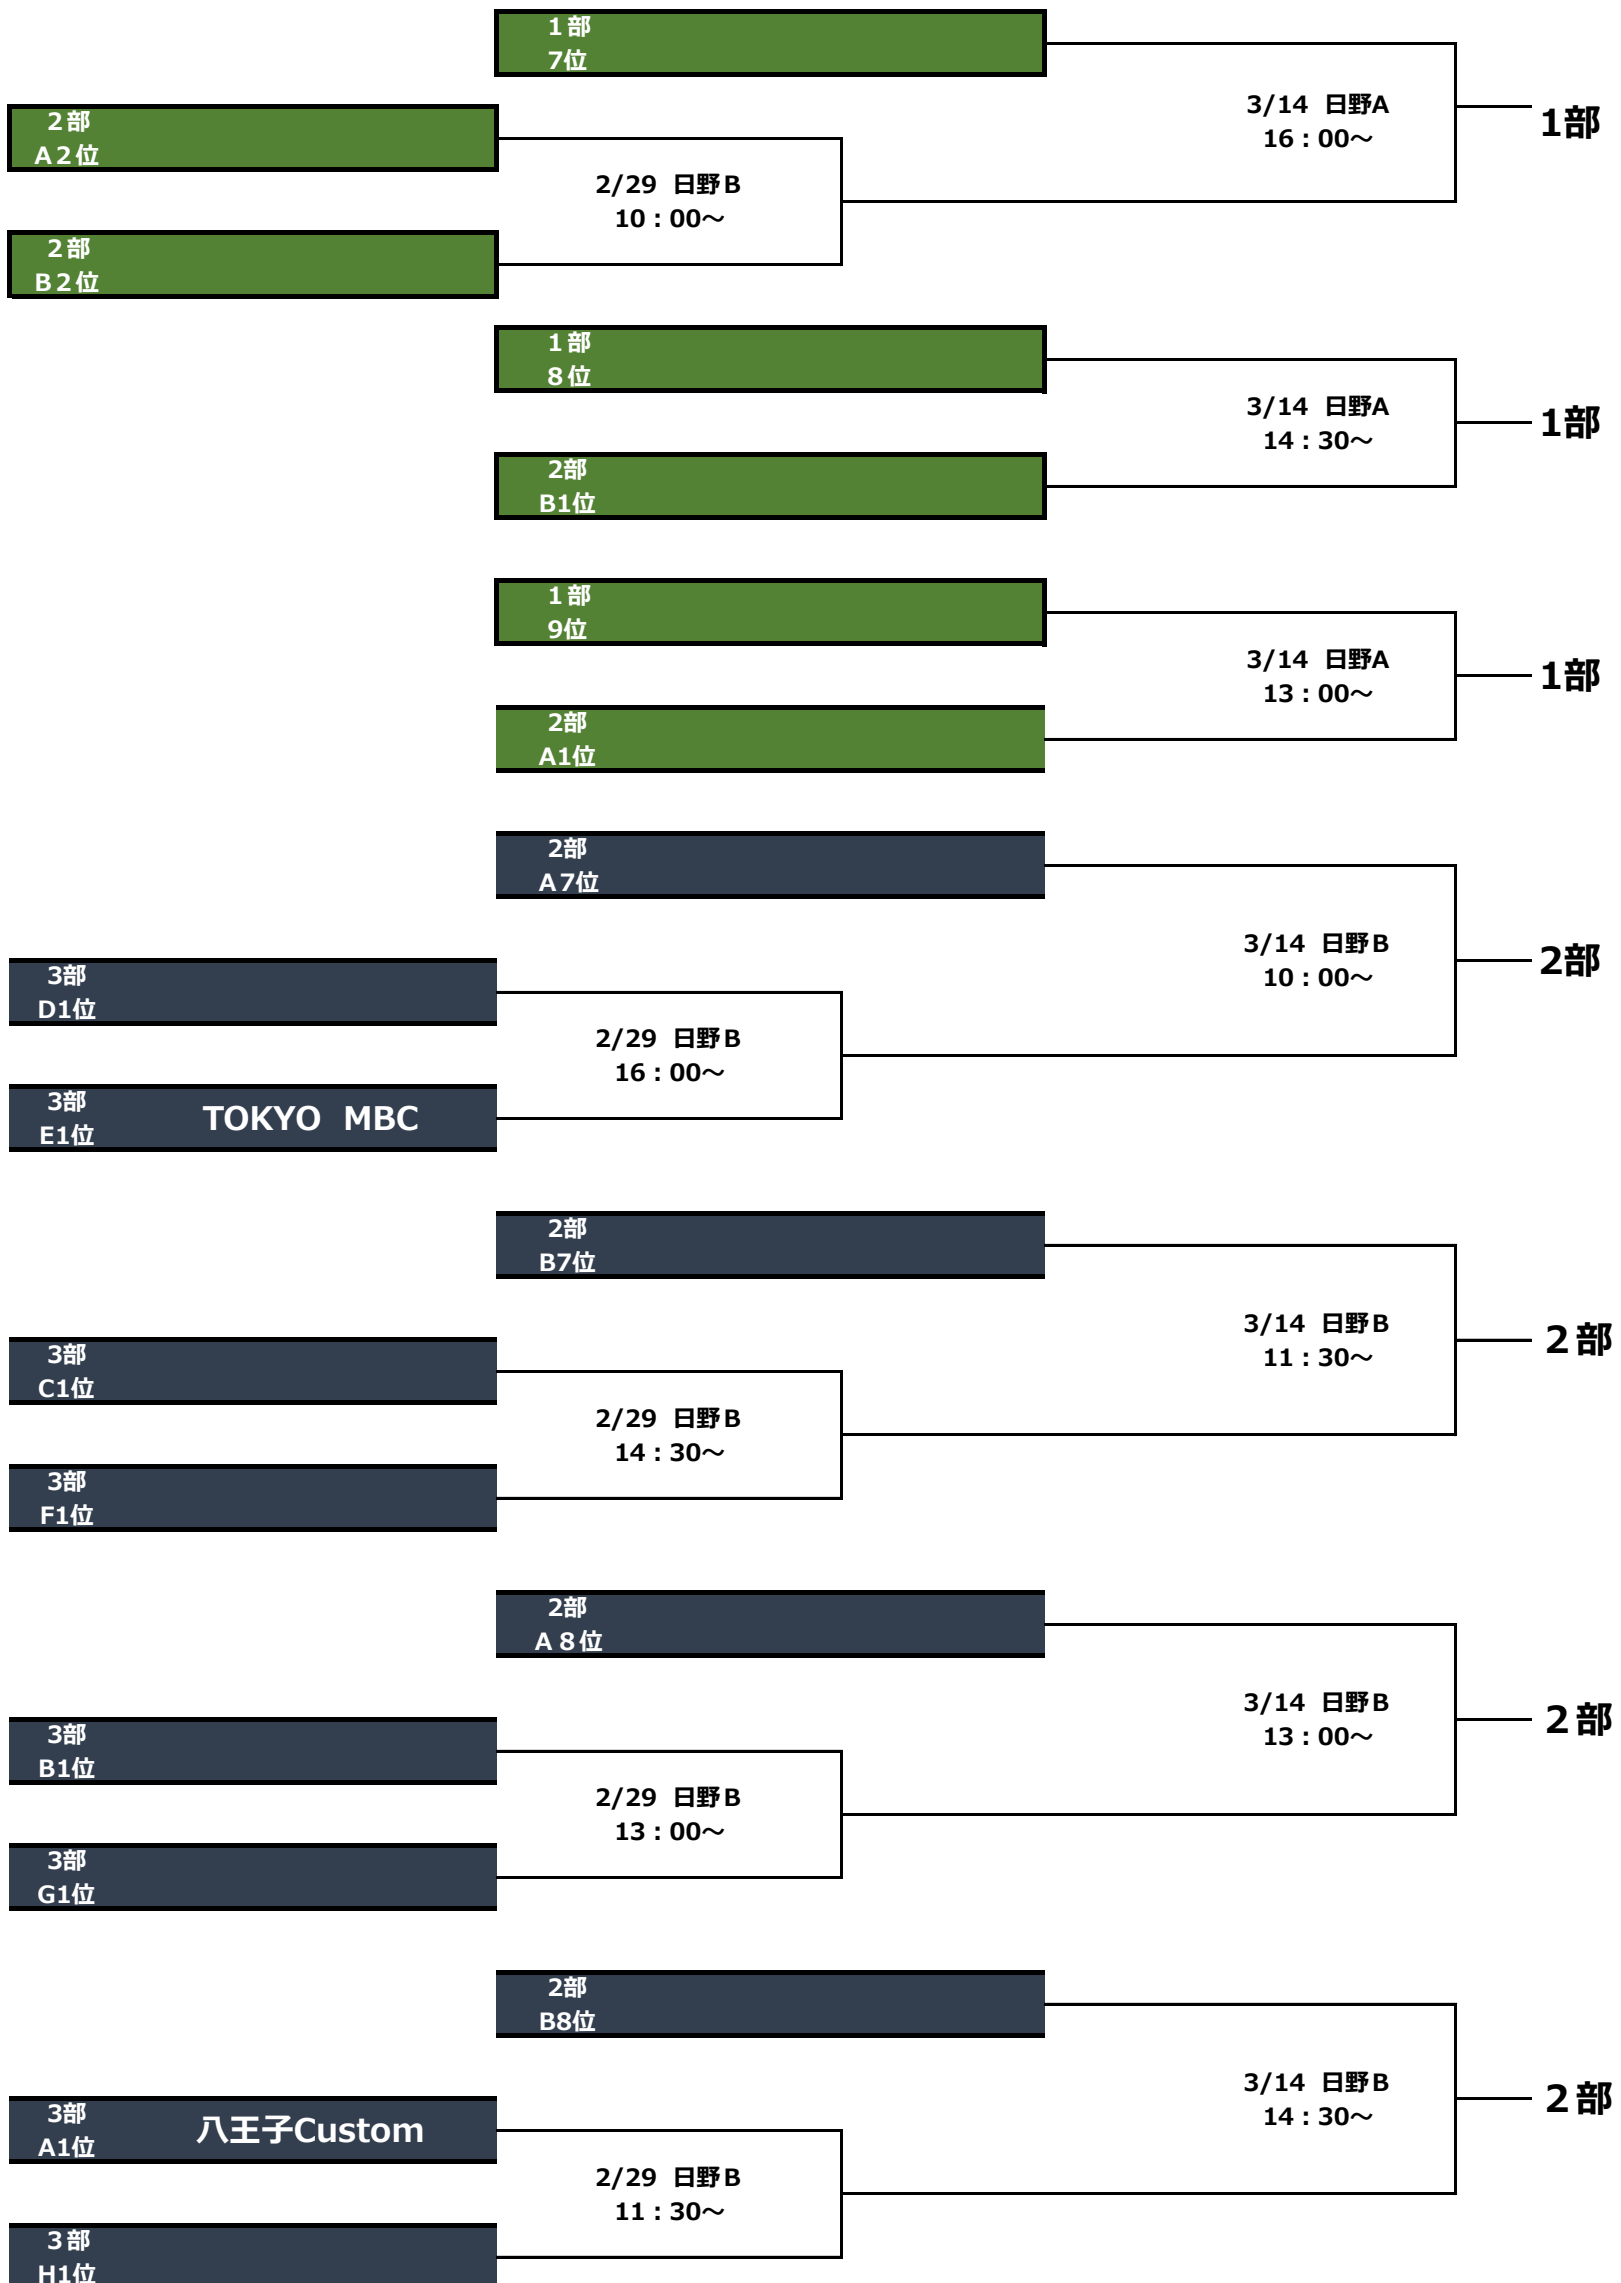 １部
7位
3/14 日野A
16：00～
1部
２部
A２位
2/29 日野Ｂ
10：00～
２部
B２位
１部
８位
3/14 日野A
14：30～
1部
2部
B1位
１部
9位
3/14 日野A
13：00～
1部
2部
A1位
2部
Ａ7位
3/14 日野Ｂ
10：00～
2部
3部
D1位
2/29 日野Ｂ
16：00～
3部
E1位
TOKYO MBC
2部
B7位
3/14 日野Ｂ
11：30～
２部
3部
C1位
2/29 日野Ｂ
14：30～
3部
F1位
2部
Ａ８位
3/14 日野Ｂ
13：00～
２部
3部
B1位
2/29 日野Ｂ
13：00～
3部
G1位
2部
B8位
3/14 日野Ｂ
14：30～
２部
3部
A1位
八王子Custom
2/29 日野Ｂ
11：30～
３部
H1位